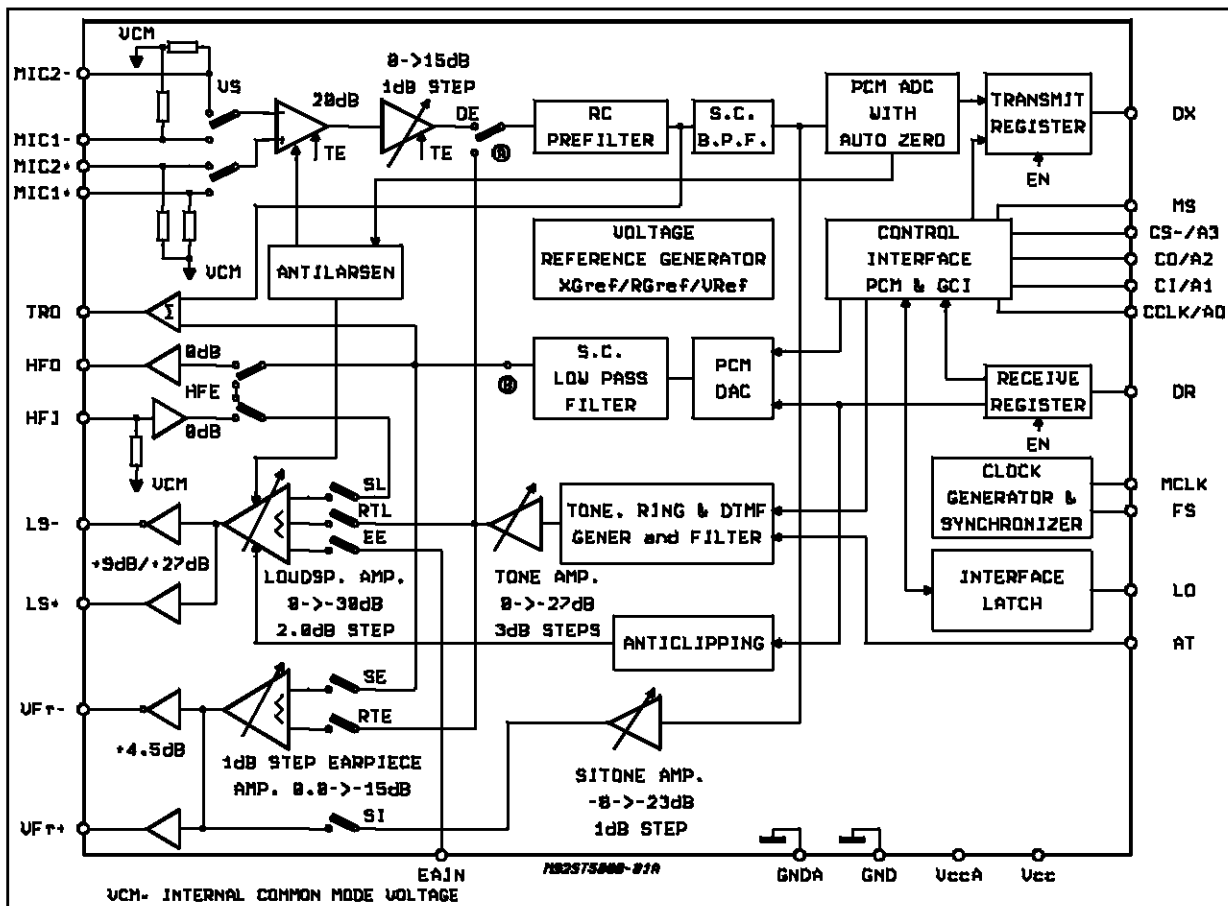 VCM
MIC2-
VS
20dB
0->15dB
1dB STEP
DE
TE
TE
RC
PREFILTER
S.C.
B.P.F.
PCM ADC
WITH
AUTO ZERO
TRANSMIT
REGISTER
DX
EN
MIC1-
MIC2+
MIC1+
VCM
ANTILARSEN
VOLTAGE
REFERENCE GENERATOR
XGref/RGref/VRef
CONTROL
INTERFACE
PCM & GCI
MS
CS-/A3
CO/A2
CI/A1
CCLK/A0
TRO
Σ
HFO
0dB
HFE
HFI
0dB
VCM
S.C.
LOW PASS
FILTER
PCM
DAC
RECEIVE
REGISTER
DR
EN
SL
RTL
EE
LS-
+9dB/+27dB
LS+
LOUDSP. AMP.
0->-30dB
2.0dB STEP
TONE AMP.
0->-27dB
3dB STEPS
TONE, RING & DTMF
GENER and FILTER
CLOCK
GENERATOR &
SYNCHRONIZER
MCLK
FS
INTERFACE
LATCH
LO
ANTICLIPPING
AT
SE
RTE
VFr-
+4.5dB
1dB STEP EARPIECE
AMP. 0.0->-15dB
SI
VFr+
SITONE AMP.
-8->-23dB
1dB STEP
EAIN
GNDA
GND
VccA
Vcc
VCM= INTERNAL COMMON MODE VOLTAGE